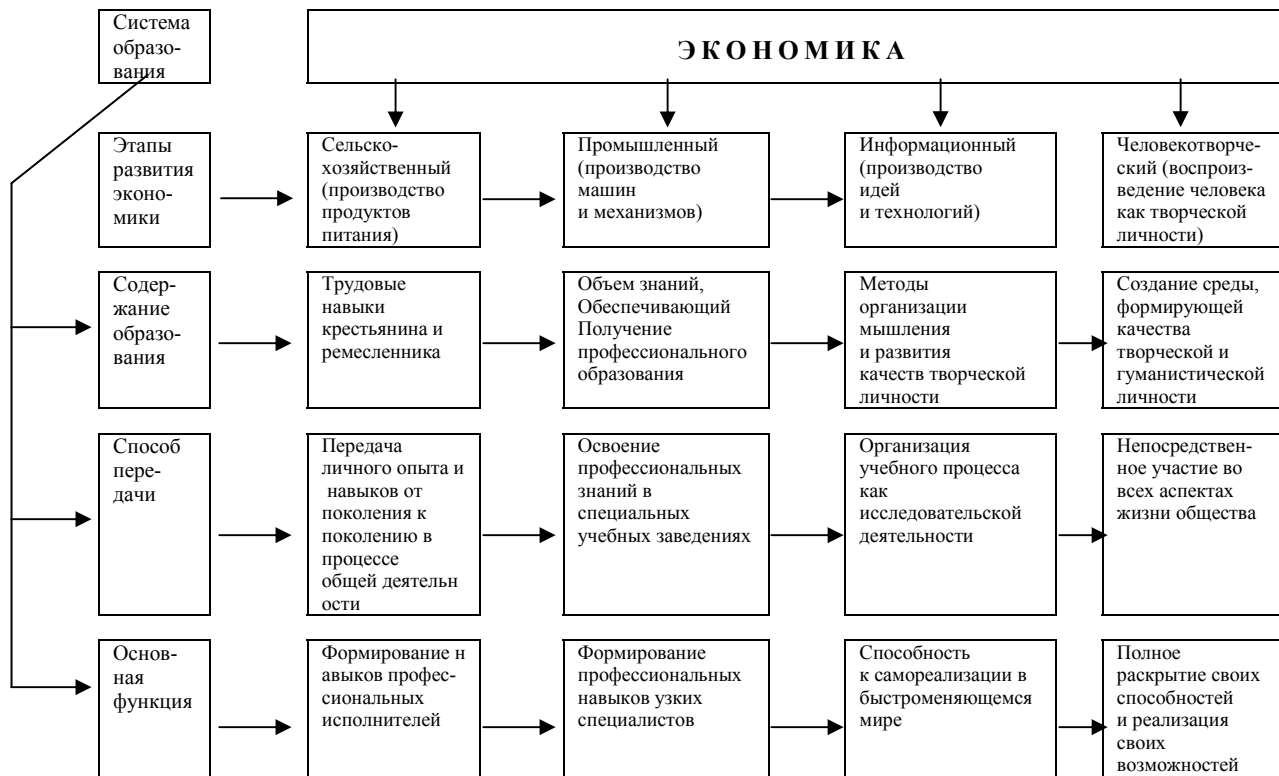 Система
образо-
вания
Э К О Н О М И К А
Этапы
развития
эконо-
мики
Сельско-
хозяйственный
(производство
продуктов
питания)
Промышленный
(производство
машин
и механизмов)
Информационный
(производство
идей
и технологий)
Человекотворче-
ский (воспроиз-
ведение человека
как творческой
личности)
Содер-
жание
образо-
вания
Трудовые
навыки
крестьянина и
ремесленника
Объем знаний,
Обеспечивающий
Получение
профессионального
образования
Методы
организации
мышления
и развития
качеств творческой
личности
Создание среды,
формирующей
качества
творческой и
гуманистической
личности
Способ
пере-
дачи
Передача
личного опыта и
навыков от
поколения к
поколению в
процессе
общей деятельн
ости
Освоение
профессиональных
знаний в
специальных
учебных заведениях
Организация
учебного процесса
как
исследовательской
деятельности
Непосредствен-
ное участие во
всех аспектах
жизни общества
Основ-
ная
функция
Формирование н
авыков профес-
сиональных
исполнителей
Формирование
профессиональных
навыков узких
специалистов
Способность
к самореализации в
быстроменяющемся
мире
Полное
раскрытие своих
способностей
и реализация
своих
возможностей